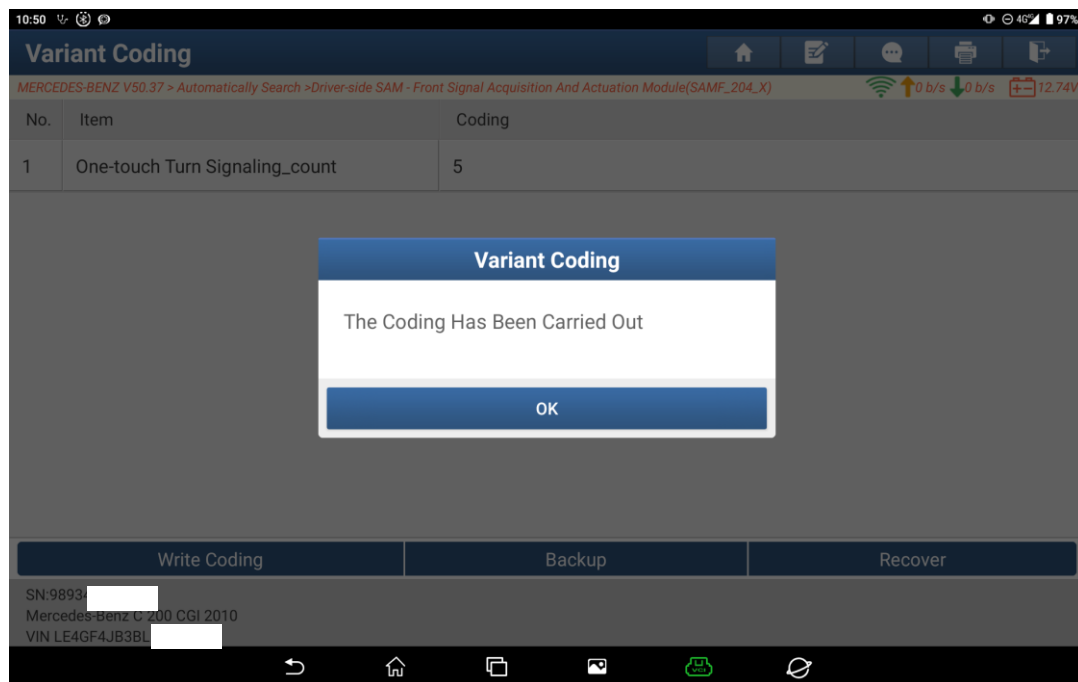 10:50 4G 97%
Variant Coding
MERCEDES-BENZ V50.37 > Automatically Search >Driver-side SAM - Front Signal Acquisition And Actuation Module(SAMF_204_X) 0 b/s 0 b/s 12.74V
No. Item Coding
1 One-touch Turn Signaling_count 5
Variant Coding
The Coding Has Been Carried Out
OK
Write Coding Backup Recover
SN:98934
Mercedes-Benz C 200 CGI 2010
VIN LE4GF4JB3BL
VCI